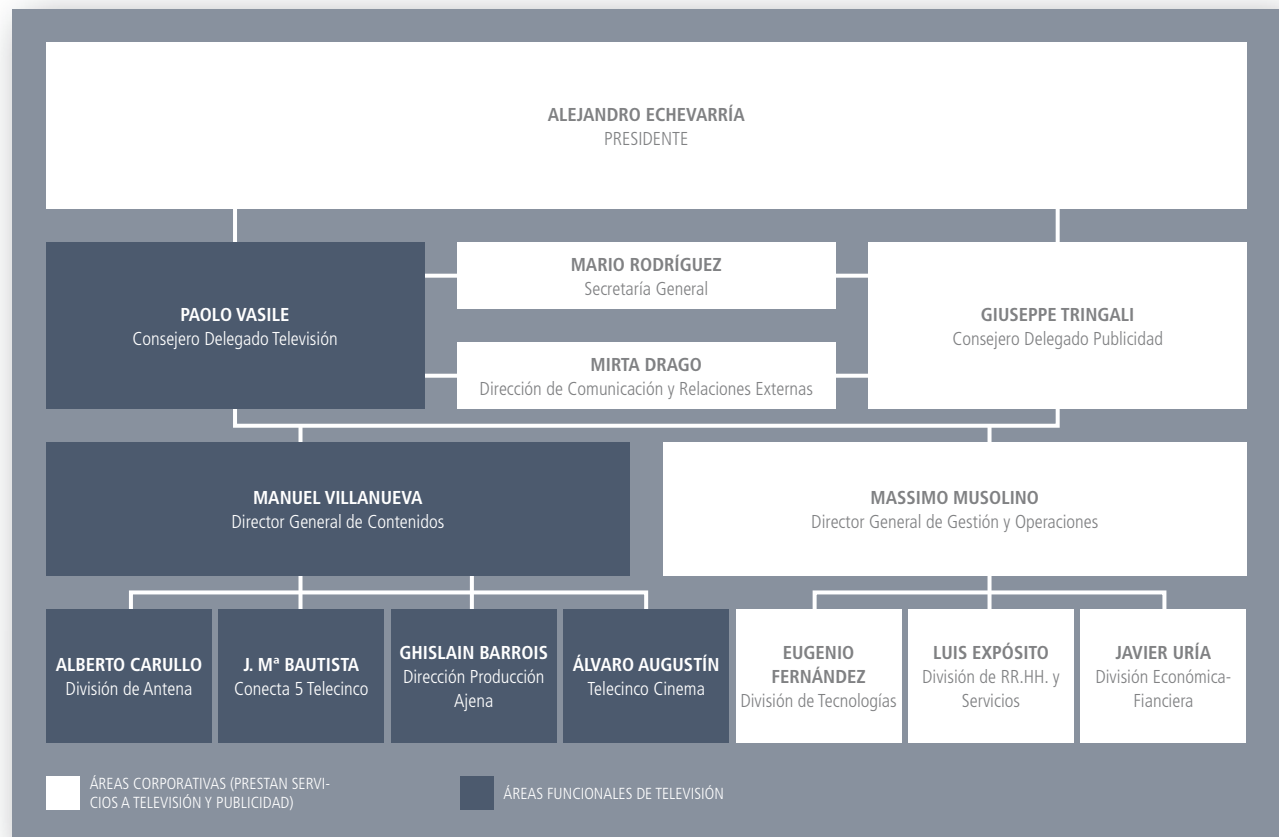 ALEJANDRO ECHEVARRÍA
PRESIDENTE
PAOLO VASILE
Consejero Delegado Televisión
MARIO RODRÍGUEZ
Secretaría General
MIRTA DRAGO
Dirección de Comunicación y Relaciones Externas
GIUSEPPE TRINGALI
Consejero Delegado Publicidad
MANUEL VILLANUEVA
Director General de Contenidos
MASSIMO MUSOLINO
Director General de Gestión y Operaciones
ALBERTO CARULLO
División de Antena
J. Mª BAUTISTA
Conecta 5 Telecinco
GHISLAIN BARROIS
Dirección Producción
Ajena
ÁLVARO AUGUSTÍN
Telecinco Cinema
EUGENIO
FERNÁNDEZ
División de Tecnologías
LUIS EXPÓSITO
División de RR.HH. y
Servicios
JAVIER URÍA
División Económica-
Fianciera
ÁREAS CORPORATIVAS (PRESTAN SERVI-
CIOS A TELEVISIÓN Y PUBLICIDAD)
ÁREAS FUNCIONALES DE TELEVISIÓN